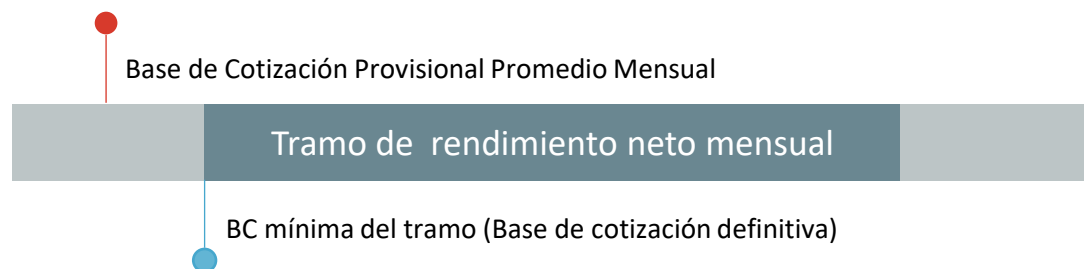 Base de Cotización Provisional Promedio Mensual
Tramo de rendimiento neto mensual
BC mínima del tramo (Base de cotización definitiva)